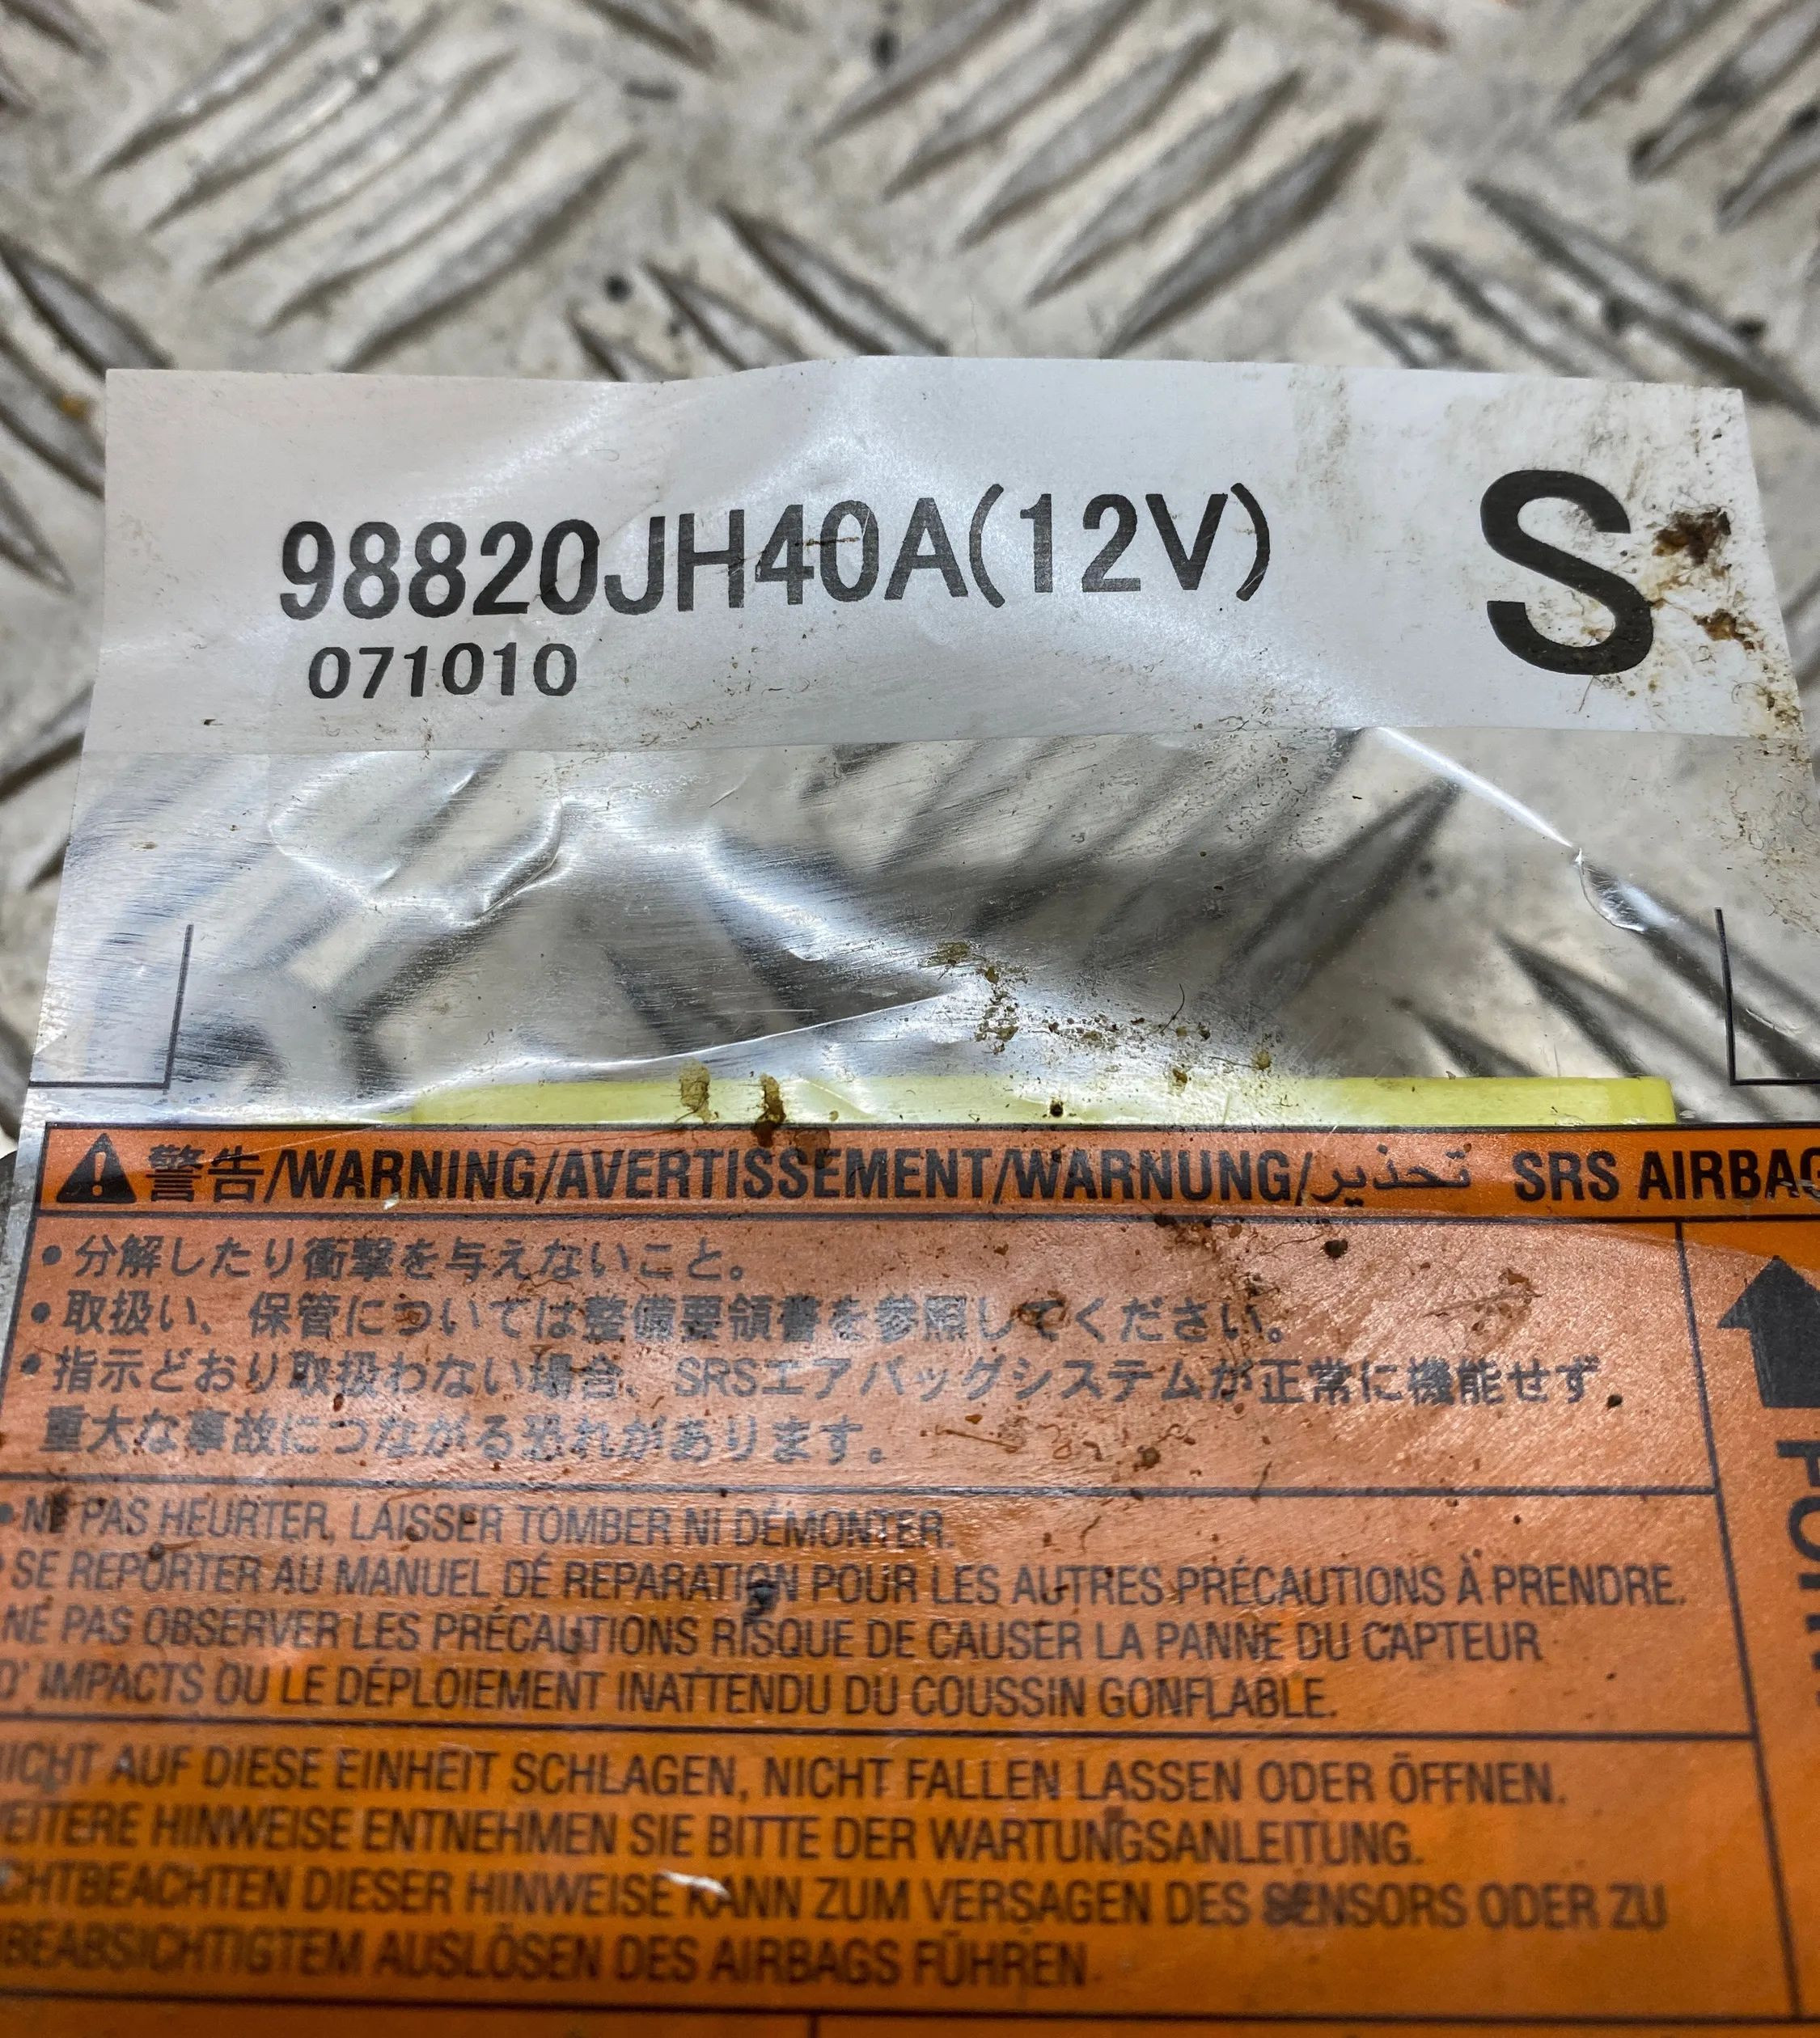 98820JH40A(12V)
S
071010
警告/WARNING/AVERTISSEMENT/WARNUNG/تحذير SRS AIRBAG
• 分解したり衝撃を与えないこと。
• 取扱い、保管については整備要領書を参照してください。
• 指示どおり取扱わない場合、SRSエアバッグシステムが正常に機能せず、
重大な事故につながる恐れがあります。
• NE PAS HEURTER, LAISSER TOMBER NI DÉMONTER.
• SE REPORTER AU MANUEL DÉ REPARATION POUR LES AUTRES PRÉCAUTIONS À PRENDRE.
NE PAS OBSERVER LES PRÉCAUTIONS RISQUE DE CAUSER LA PANNE DU CAPTEUR
D' IMPACTS OU LE DÉPLOIEMENT INATTENDU DU COUSSIN GONFLABLE.
NICHT AUF DIESE EINHEIT SCHLAGEN, NICHT FALLEN LASSEN ODER ÖFFNEN.
EITERE HINWEISE ENTNEHMEN SIE BITTE DER WARTUNGSANLEITUNG.
CHTBEACHTEN DIESER HINWEISE KANN ZUM VERSAGEN DES SENSORS ODER ZU
BEABSICHTIGTEM AUSLÖSEN DES AIRBAGS FÜHREN.